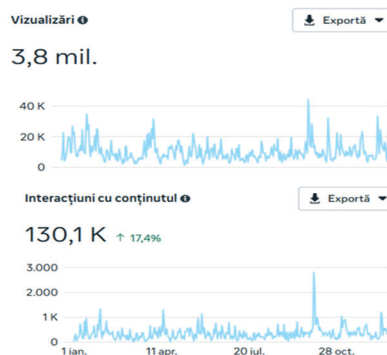 Vizualizări
Exportă
3,8 mil.
40 K
20 K
0
Interacțiuni cu conținutul
Exportă
130,1 K ↑ 17,4%
3.000
2.000
1 K
0
1 ian. 11 apr. 20 iul. 28 oct.